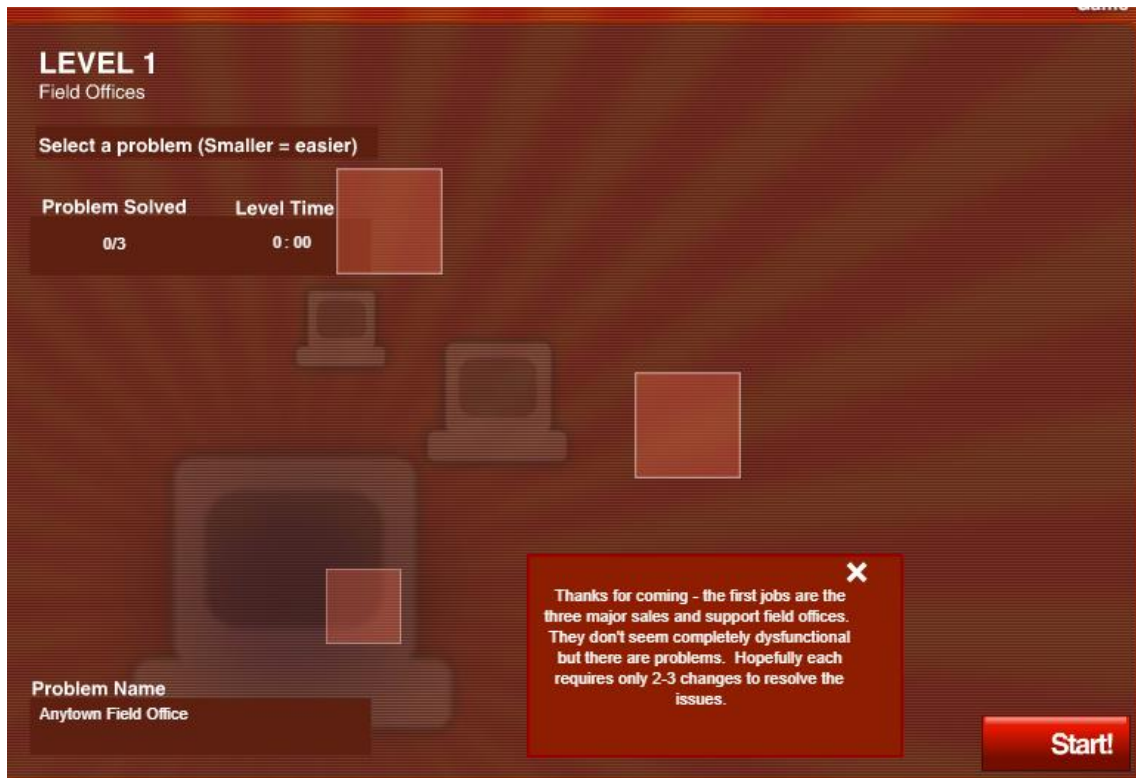 Game
LEVEL 1
Field Offices
Select a problem (Smaller = easier)
Problem Solved
Level Time
0/3
0 : 00
Thanks for coming - the first jobs are the
three major sales and support field offices.
They don't seem completely dysfunctional
but there are problems. Hopefully each
requires only 2-3 changes to resolve the
issues.
Problem Name
Anytown Field Office
Start!